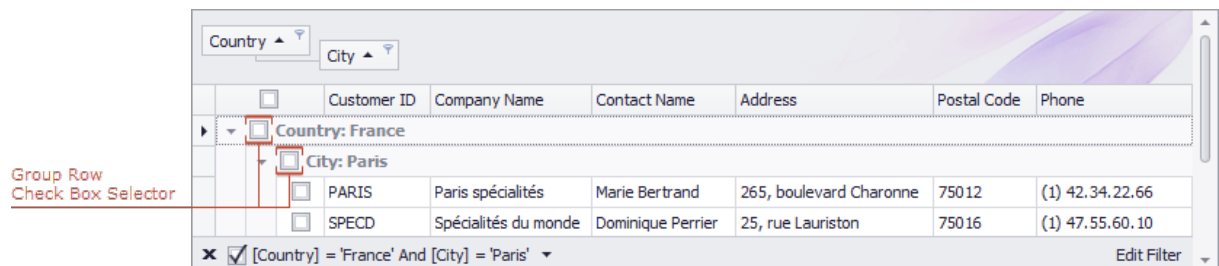 Country
City
Customer ID Company Name Contact Name Address Postal Code Phone
Country: France
City: Paris
Group Row
Check Box Selector
PARIS Paris spécialités Marie Bertrand 265, boulevard Charonne 75012 (1) 42.34.22.66
SPECD Spécialités du monde Dominique Perrier 25, rue Lauriston 75016 (1) 47.55.60.10
[Country] = 'France' And [City] = 'Paris' Edit Filter